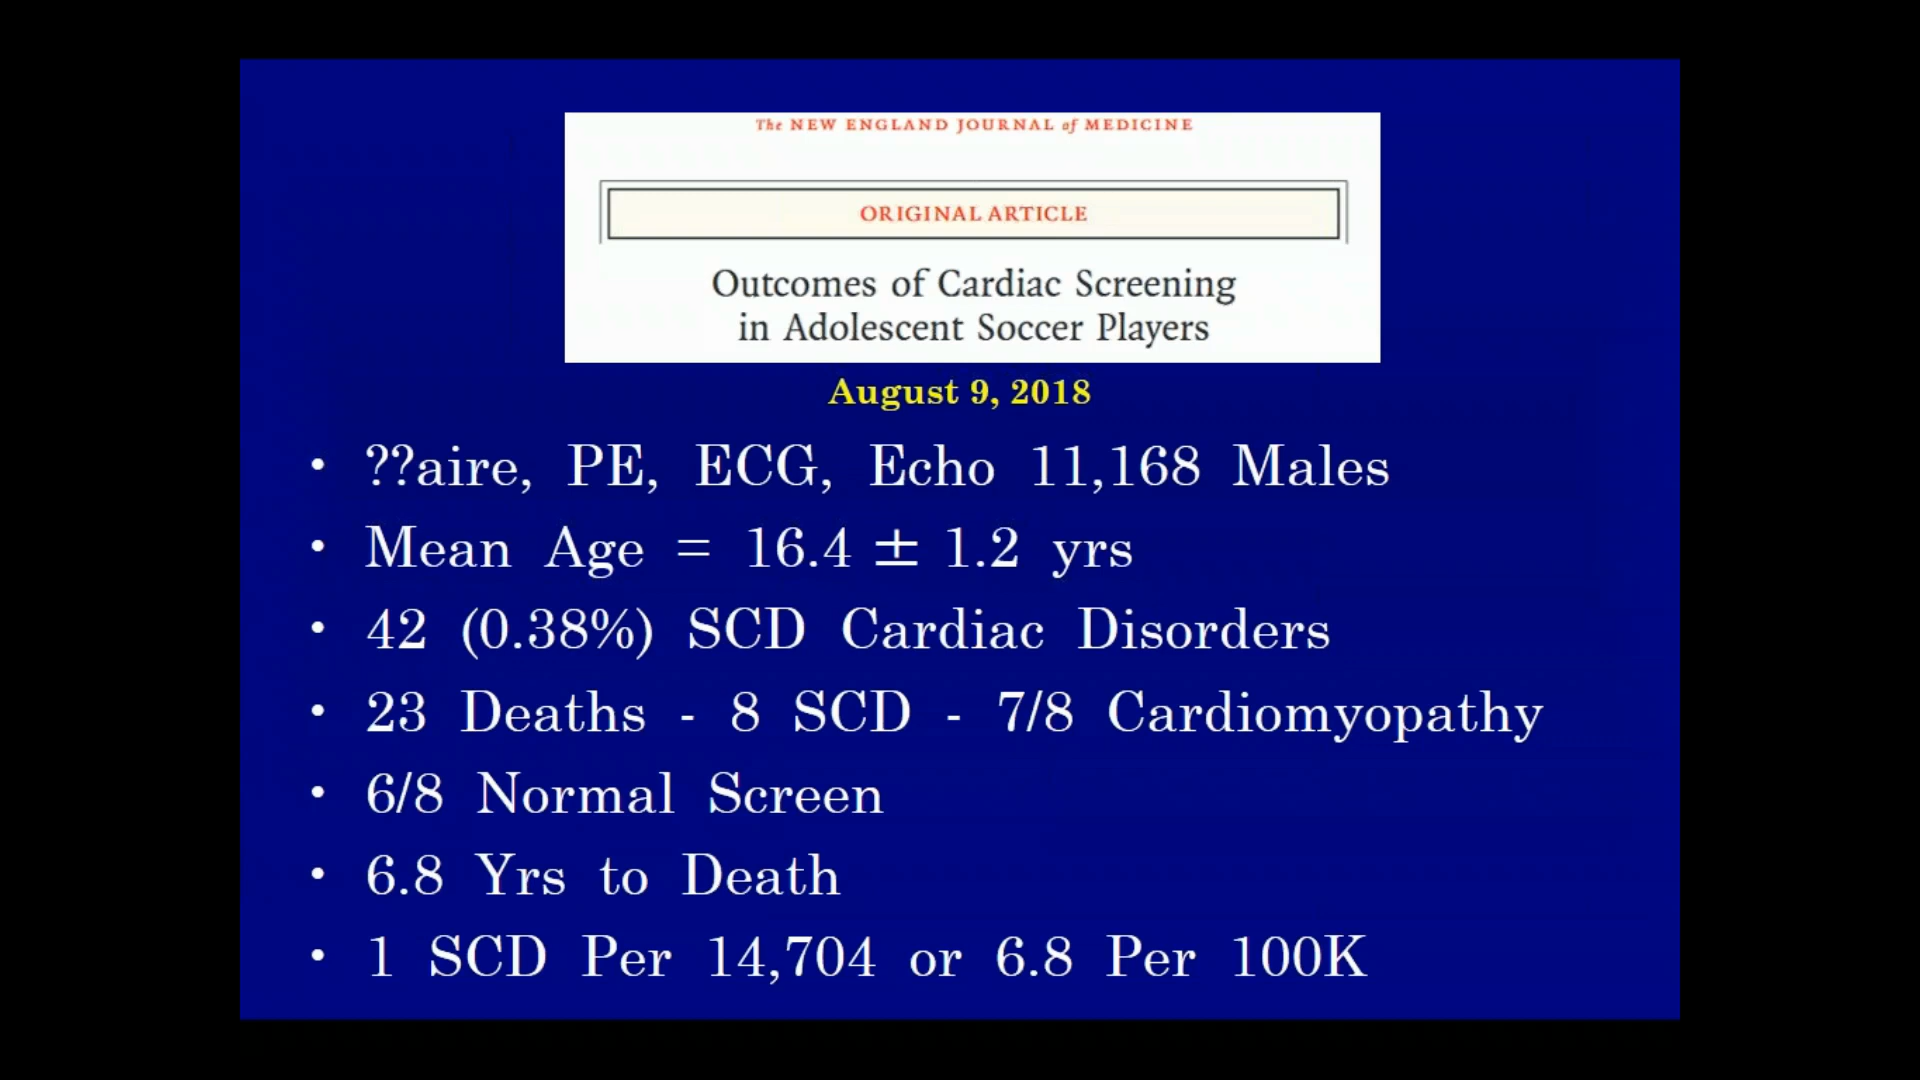 The NEW ENGLAND JOURNAL of MEDICINE
ORIGINAL ARTICLE
Outcomes of Cardiac Screening
in Adolescent Soccer Players
August 9, 2018
• ??aire, PE, ECG, Echo 11,168 Males
• Mean Age = 16.4 ± 1.2 yrs
• 42 (0.38%) SCD Cardiac Disorders
• 23 Deaths - 8 SCD - 7/8 Cardiomyopathy
• 6/8 Normal Screen
• 6.8 Yrs to Death
• 1 SCD Per 14,704 or 6.8 Per 100K